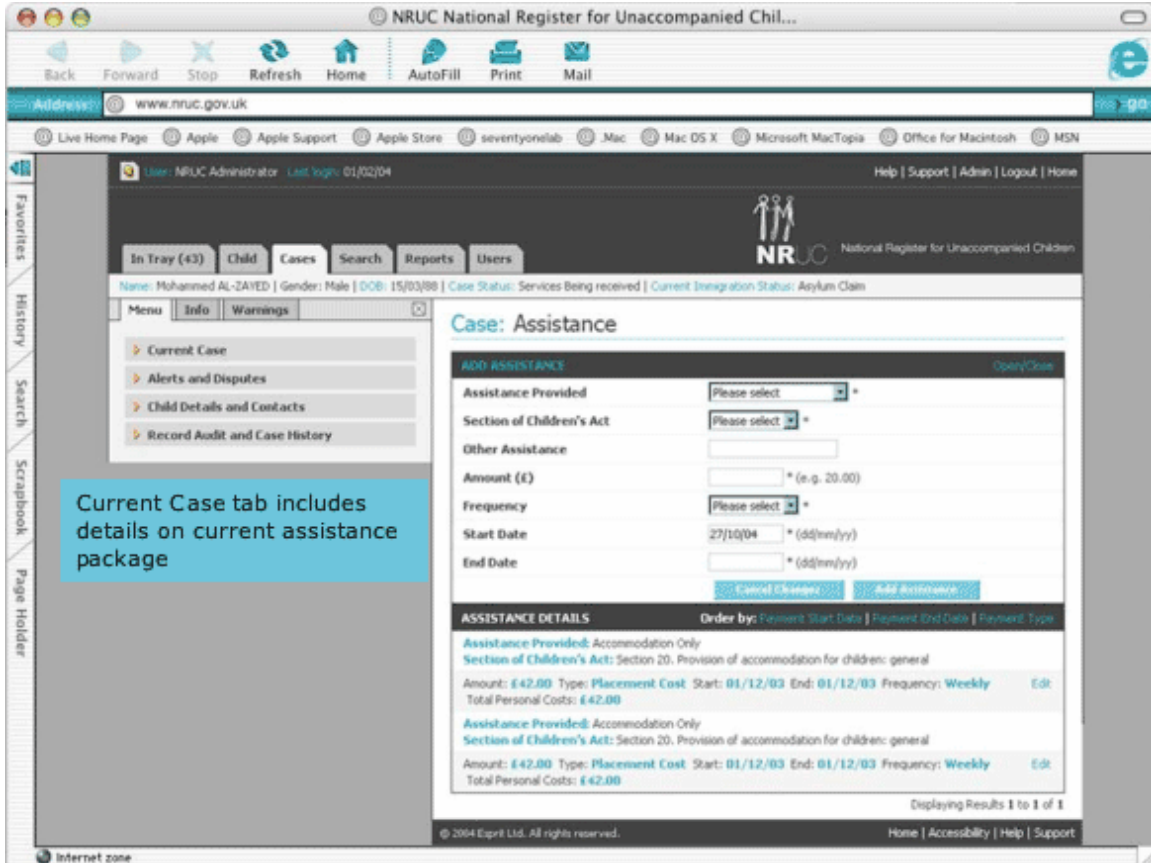 NRUC National Register for Unaccompanied Chil...
Back Forward Stop Refresh Home AutoFill Print Mail
Address: www.nruc.gov.uk go
Live Home Page Apple Apple Support Apple Store seventyonelab .Mac Mac OS X Microsoft MacTopia Office for Macintosh MSN
Favorites
History
Search
Scrapbook
Page Holder
User: NRUC Administrator Last login: 01/02/04 Help | Support | Admin | Logout | Home
NRUC National Register for Unaccompanied Children
In Tray (43) Child Cases Search Reports Users
Name: Mohammed AL-ZAYED | Gender: Male | DOB: 15/03/88 | Case Status: Services Being received | Current Immigration Status: Asylum Claim
Menu Info Warnings
Current Case
Alerts and Disputes
Child Details and Contacts
Record Audit and Case History
Current Case tab includes
details on current assistance
package
Case: Assistance
ADD ASSISTANCE Open/Close
Assistance Provided Please select *
Section of Children's Act Please select *
Other Assistance
Amount (£) * (e.g. 20.00)
Frequency Please select *
Start Date 27/10/04 * (dd/mm/yy)
End Date * (dd/mm/yy)
Cancel Changes Add Assistance
ASSISTANCE DETAILS Order by: Payment Start Date | Payment End Date | Payment Type
Assistance Provided: Accommodation Only
Section of Children's Act: Section 20. Provision of accommodation for children: general
Amount: £42.00 Type: Placement Cost Start: 01/12/03 End: 01/12/03 Frequency: Weekly Edit
Total Personal Costs: £42.00
Assistance Provided: Accommodation Only
Section of Children's Act: Section 20. Provision of accommodation for children: general
Amount: £42.00 Type: Placement Cost Start: 01/12/03 End: 01/12/03 Frequency: Weekly Edit
Total Personal Costs: £42.00
Displaying Results 1 to 1 of 1
© 2004 Esprit Ltd. All rights reserved. Home | Accessibility | Help | Support
Internet zone